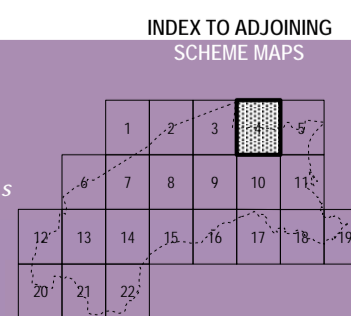 INDEX TO ADJOINING
SCHEME MAPS
1 2 3 4 5
s
6 7 8 9 10 11
12 13 14 15 16 17 18 19
20 21 22